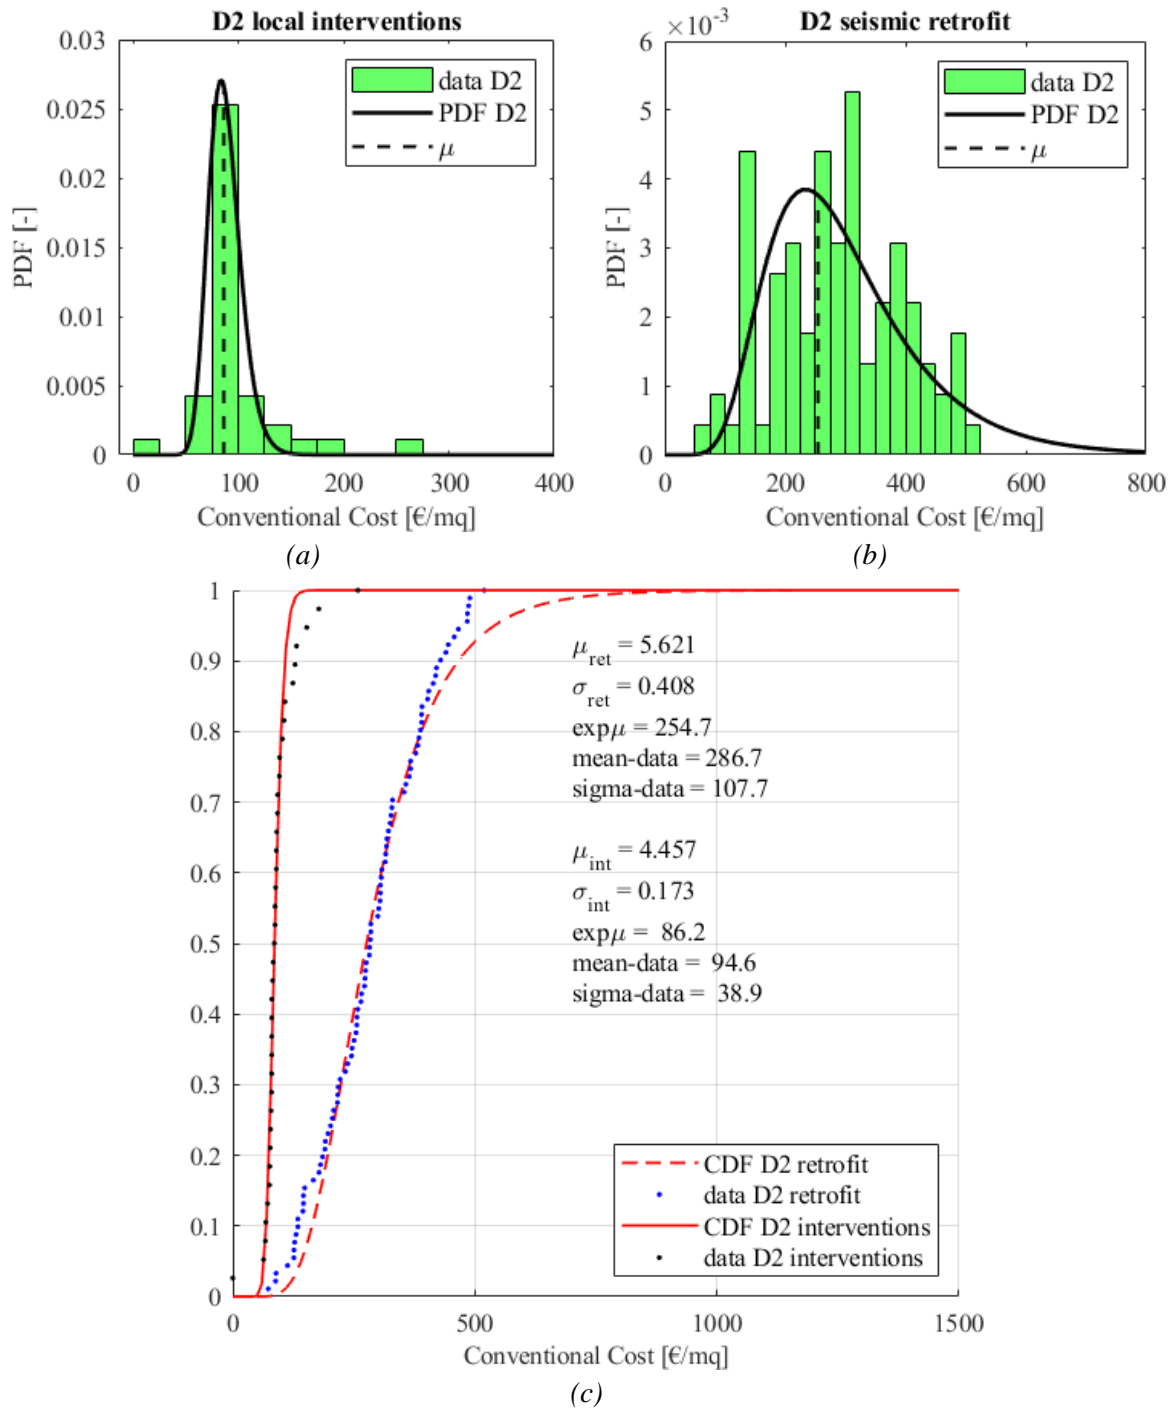 D2 local interventions
0.03
0.025
0.02
0.015
0.01
0.005
0
PDF [-]
data D2
PDF D2
μ
0 100 200 300 400
Conventional Cost [€/mq]
(a)
D2 seismic retrofit
×10-3
6
5
4
3
2
1
0
PDF [-]
data D2
PDF D2
μ
0 200 400 600 800
Conventional Cost [€/mq]
(b)
1
0.9
0.8
0.7
0.6
0.5
0.4
0.3
0.2
0.1
0
μret = 5.621
σret = 0.408
expμ = 254.7
mean-data = 286.7
sigma-data = 107.7
μint = 4.457
σint = 0.173
expμ = 86.2
mean-data = 94.6
sigma-data = 38.9
CDF D2 retrofit
data D2 retrofit
CDF D2 interventions
data D2 interventions
0 500 1000 1500
Conventional Cost [€/mq]
(c)